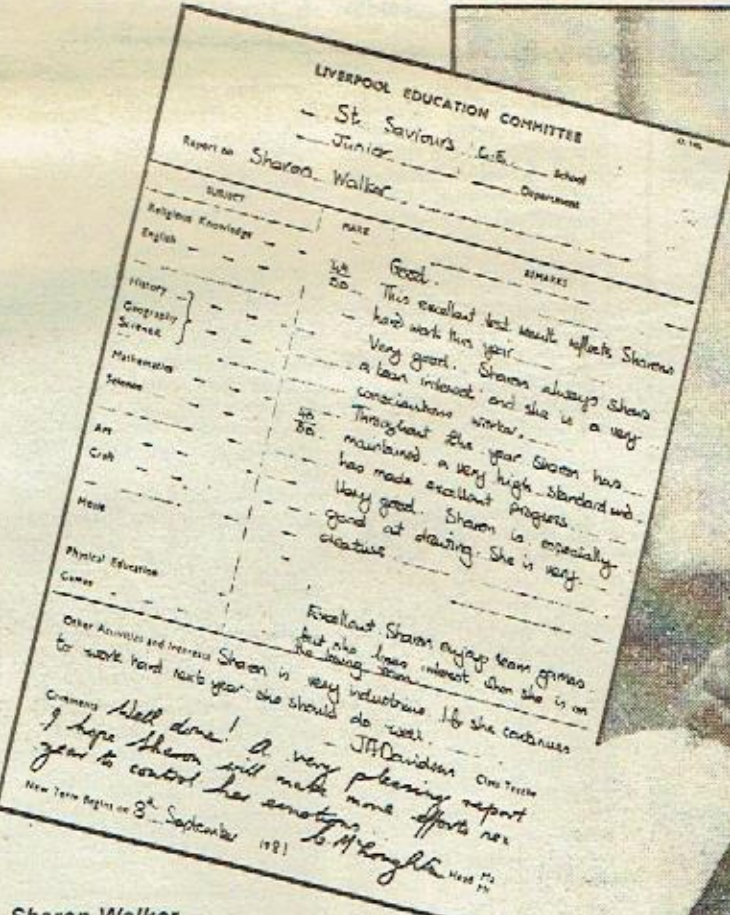 LIVERPOOL EDUCATION COMMITTEE
St. Saviours C.E. School
Junior Department
Report on Sharon Walker
SUBJECT MARK REMARKS
Religious Knowledge Good.
English 50 This excellent test result reflects Sharons
hard work this year
History Very good. Sharon always shows
Geography a keen interest and she is a very
Science conscientious worker.
Mathematics 50 Throughout the year Sharon has
Science maintained a very high standard and
has made excellent progress.
Art Very good. Sharon is especially
Craft good at drawing. She is very
creative
Music
Physical Education
Games Excellent. Sharon enjoys team games
but she loses interest when she is on
the losing team
Other Activities and Interests Sharon is very industrious. If she continues
to work hard next year she should do well.
J A Davidson Class Teacher
Comments Well done! A very pleasing report
I hope Sharon will make more efforts nex
year to control her emotions.
New Term Begins on 8th September 1981 Head
Sharon Walker